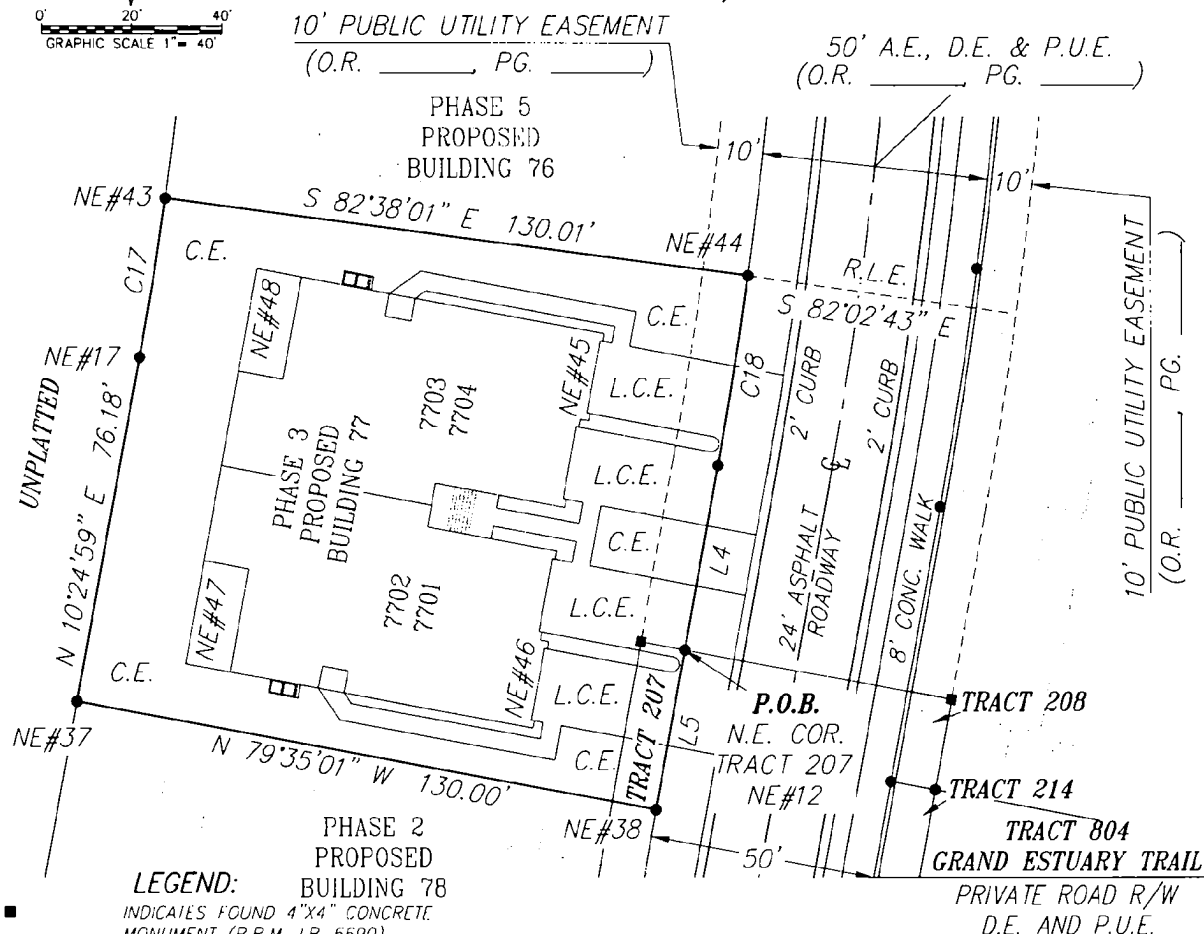 0' 20' 40'
GRAPHIC SCALE 1"= 40'
10' PUBLIC UTILITY EASEMENT
(O.R. ______, PG. ______)
50' A.E., D.E. & P.U.E.
(O.R. ______, PG. ______)
PHASE 5
PROPOSED
BUILDING 76
10'
10'
NE#43
S 82°38'01" E 130.01'
NE#44
C.E.
C17
R.L.E.
S 82°02'43" E
10' PUBLIC UTILITY EASEMENT
(O.R. ______ PG. ______)
NE#48
NE#45
C.E.
C18
2' CURB
2' CURB
NE#17
7703
7704
L.C.E.
UNPLATTED
N 10°24'59" E 76.18'
PHASE 3
PROPOSED
BUILDING 77
L.C.E.
℄
C.E.
L4
24' ASPHALT
ROADWAY
8' CONC. WALK
7702
7701
L.C.E.
NE#47
NE#46
C.E.
L.C.E.
TRACT 207
L5
P.O.B.
N.E. COR.
TRACT 207
NE#12
TRACT 208
NE#37
N 79°35'01" W 130.00'
C.E.
NE#38
TRACT 214
TRACT 804
GRAND ESTUARY TRAIL
PRIVATE ROAD R/W
D.E. AND P.U.E.
50'
PHASE 2
PROPOSED
BUILDING 78
LEGEND:
INDICATES FOUND 4"X4" CONCRETE
MONUMENT (P.R.M. LB 5590)